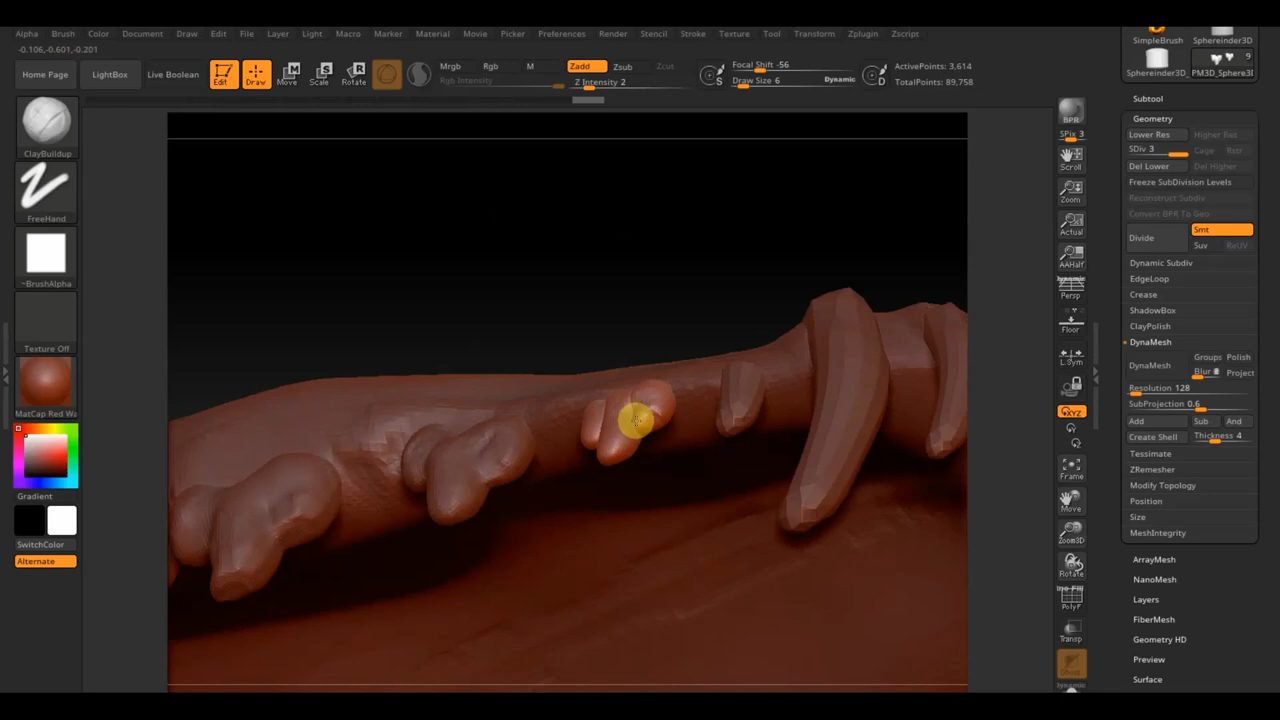 Alpha Brush Color Document Draw Edit File Layer Light Macro Marker Material Movie Picker Preferences Render Stencil Stroke Texture Tool Transform Zplugin Zscript
-0.106,-0.601,-0.201
Home Page
LightBox
Live Boolean
Edit
Draw
Move
Scale
Rotate
Mrgb Rgb M
Rgb Intensity
Zadd Zsub Zcut
Z Intensity 2
S
Focal Shift -56
Draw Size 6
Dynamic
D
ActivePoints: 3,614
TotalPoints: 89,758
ClayBuildup
FreeHand
~BrushAlpha
Texture Off
MatCap Red Wa
Gradient
SwitchColor
Alternate
BPR
SPix 3
Scroll
Zoom
Actual
AAHalf
Dynamic
Persp
Floor
L.Sym
XYZ
Frame
Move
Zoom3D
Rotate
PolyF
Transp
Dynamic
SimpleBrush Sphereinder3D
9
Sphereinder3D_ PM3D_Sphere3I
Subtool
Geometry
Lower Res Higher Res
SDiv 3 Cage Rstr
Del Lower Del Higher
Freeze SubDivision Levels
Reconstruct Subdiv
Convert BPR To Geo
Divide
Smt
Suv ReUV
Dynamic Subdiv
EdgeLoop
Crease
ShadowBox
ClayPolish
DynaMesh
DynaMesh
Groups Polish
Blur Project
Resolution 128
SubProjection 0.6
Add Sub And
Create Shell Thickness 4
Tessimate
ZRemesher
Modify Topology
Position
Size
MeshIntegrity
ArrayMesh
NanoMesh
Layers
FiberMesh
Geometry HD
Preview
Surface